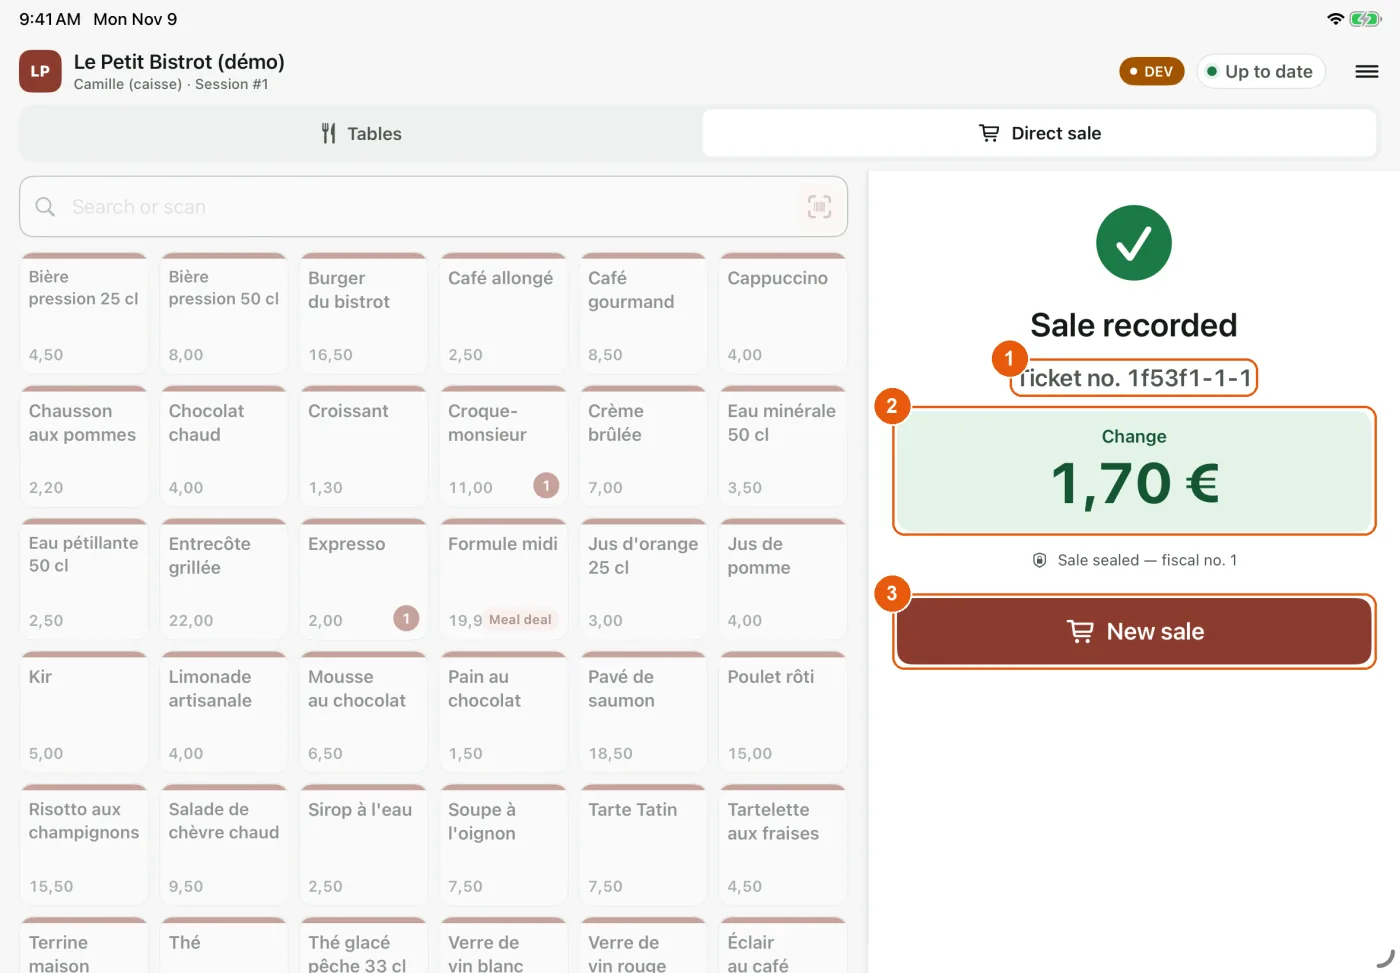 9:41 AM Mon Nov 9
LP
Le Petit Bistrot (démo)
Camille (caisse) · Session #1
DEV
Up to date
Tables
Direct sale
Search or scan
Bière
pression 25 cl
4,50
Bière
pression 50 cl
8,00
Burger
du bistrot
16,50
Café allongé
2,50
Café
gourmand
8,50
Cappuccino
4,00
Chausson
aux pommes
2,20
Chocolat
chaud
4,00
Croissant
1,30
Croque-
monsieur
11,00
1
Crème
brûlée
7,00
Eau minérale
50 cl
3,50
Eau pétillante
50 cl
2,50
Entrecôte
grillée
22,00
Expresso
2,00
1
Formule midi
19,9
Meal deal
Jus d'orange
25 cl
3,00
Jus de
pomme
4,00
Kir
5,00
Limonade
artisanale
4,00
Mousse
au chocolat
6,50
Pain au
chocolat
1,50
Pavé de
saumon
18,50
Poulet rôti
15,00
Risotto aux
champignons
15,50
Salade de
chèvre chaud
9,50
Sirop à l'eau
2,50
Soupe à
l'oignon
7,50
Tarte Tatin
7,50
Tartelette
aux fraises
4,50
Terrine
maison
Thé
Thé glacé
pêche 33 cl
Verre de
vin blanc
Verre de
vin rouge
Éclair
au café
Sale recorded
1
Ticket no. 1f53f1-1-1
2
Change
1,70 €
Sale sealed — fiscal no. 1
3
New sale